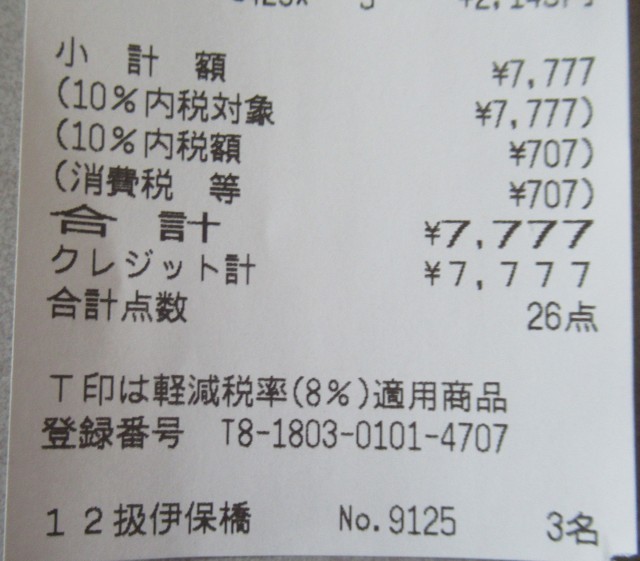 小計額 ¥7,777
(10%内税対象 ¥7,777)
(10%内税額 ¥707)
(消費税 等 ¥707)
合計 ¥7,777
クレジット計 ¥7,777
合計点数 26点
T印は軽減税率(8%)適用商品
登録番号 T8-1803-0101-4707
12扱伊保橋 No.9125 3名